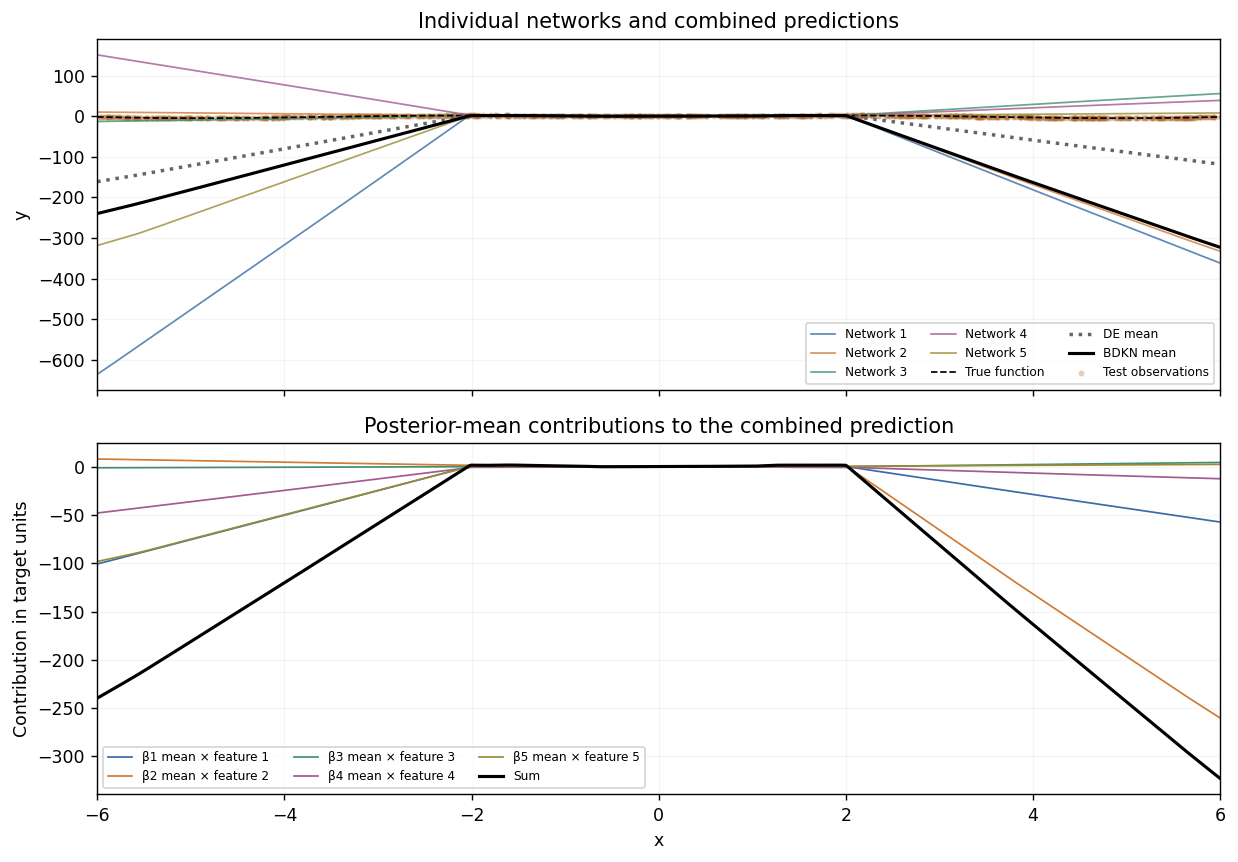 Individual networks and combined predictions
100
0
−100
−200
−300
−400
−500
−600
y
Network 1
Network 2
Network 3
Network 4
Network 5
True function
DE mean
BDKN mean
Test observations
Posterior-mean contributions to the combined prediction
0
−50
−100
−150
−200
−250
−300
Contribution in target units
β1 mean × feature 1
β2 mean × feature 2
β3 mean × feature 3
β4 mean × feature 4
β5 mean × feature 5
Sum
−6
−4
−2
0
2
4
6
x